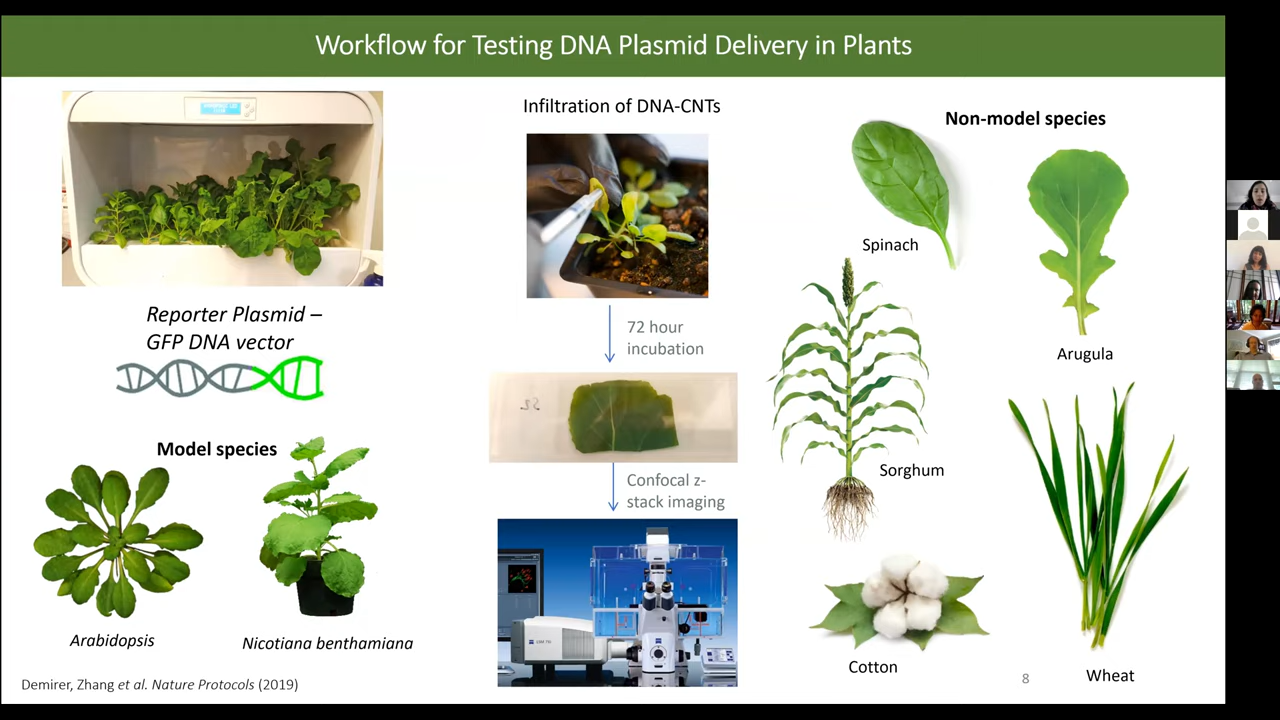 Workflow for Testing DNA Plasmid Delivery in Plants
Reporter Plasmid –
GFP DNA vector
Model species
Arabidopsis
Nicotiana benthamiana
Demirer, Zhang et al. Nature Protocols (2019)
Infiltration of DNA-CNTs
72 hour
incubation
Confocal z-
stack imaging
Non-model species
Spinach
Arugula
Sorghum
Cotton
Wheat
8